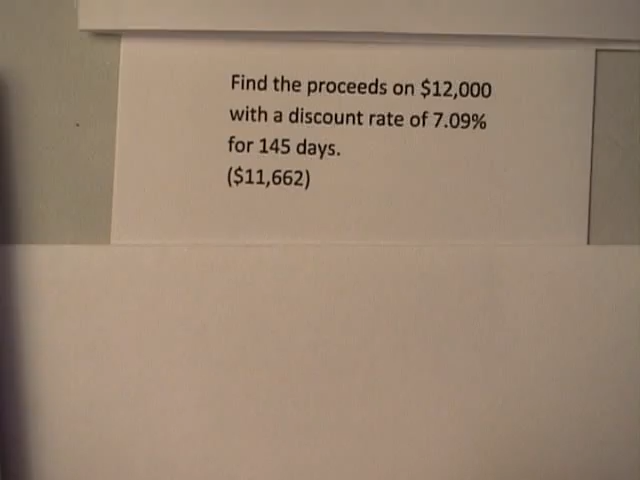 Find the proceeds on $12,000
with a discount rate of 7.09%
for 145 days.
($11,662)